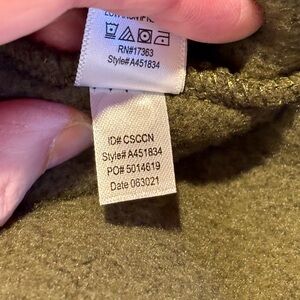 RN#17363
Style#A451834
ID# CSCCN
Style# A451834
PO# 5014619
Date 063021